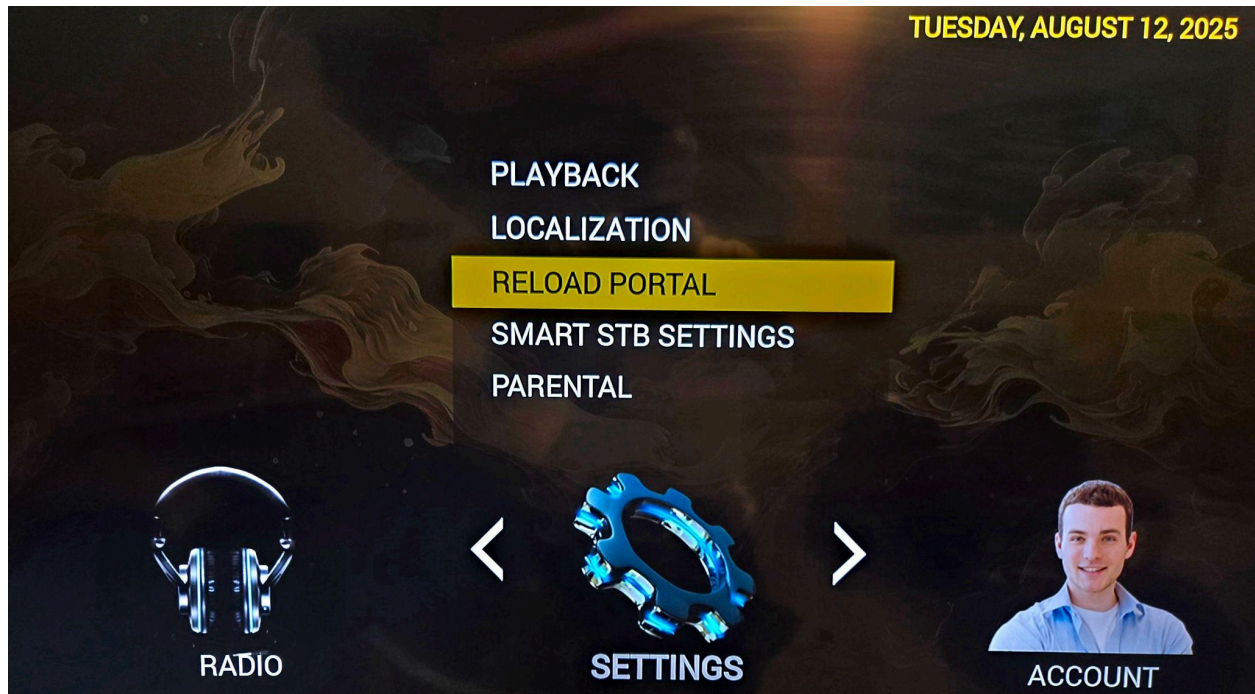 TUESDAY, AUGUST 12, 2025
PLAYBACK
LOCALIZATION
RELOAD PORTAL
SMART STB SETTINGS
PARENTAL
RADIO
SETTINGS
ACCOUNT